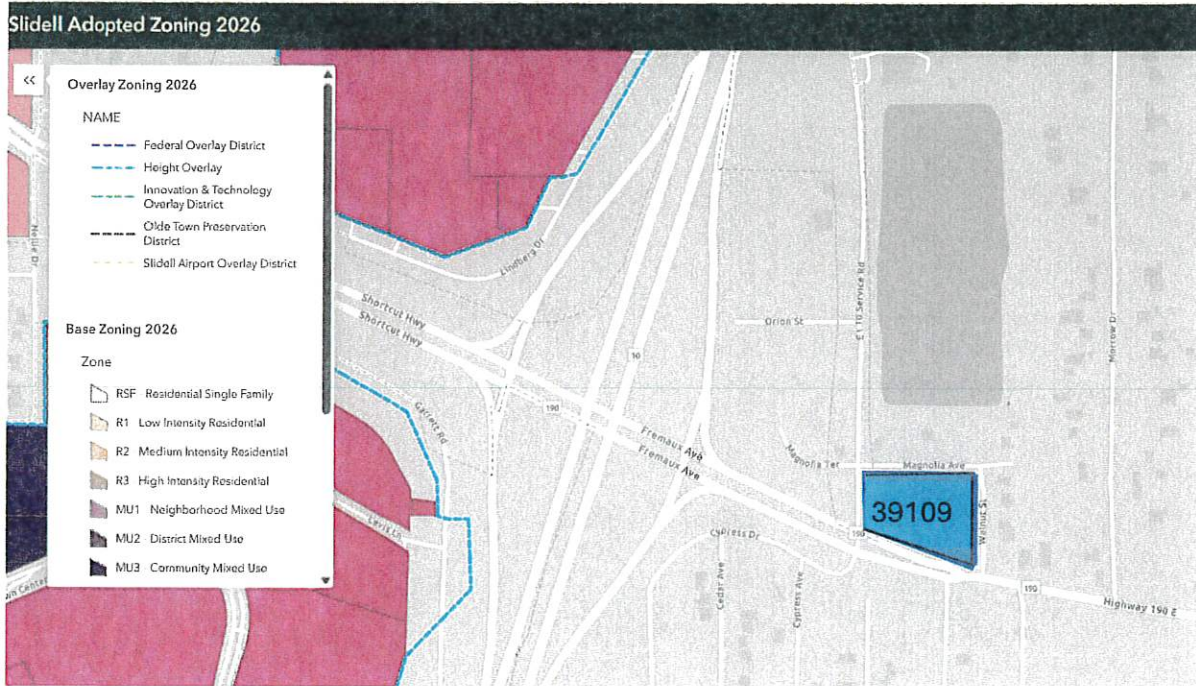 Slidell Adopted Zoning 2026
<<
Overlay Zoning 2026
NAME
Federal Overlay District
Height Overlay
Innovation & Technology
Overlay District
Olde Town Preservation
District
Slidell Airport Overlay District
Base Zoning 2026
Zone
RSF Residential Single Family
R1 Low Intensity Residential
R2 Medium Intensity Residential
R3 High Intensity Residential
MU1 Neighborhood Mixed Use
MU2 District Mixed Use
MU3 Community Mixed Use
Nellie Dr
Lindberg Dr
Shortcut Hwy
Shortcut Hwy
190
10
Orion St
E I 10 Service Rd
Morrow D
Garrett Rd
Fremaux Ave
Fremaux Ave
Magnolia Ter
Magnolia Ave
39109
Walnut St
190
Levis Ln
Cypress Dr
Cedar Ave
Cypress Ave
190
Highway 190 E
wn Center